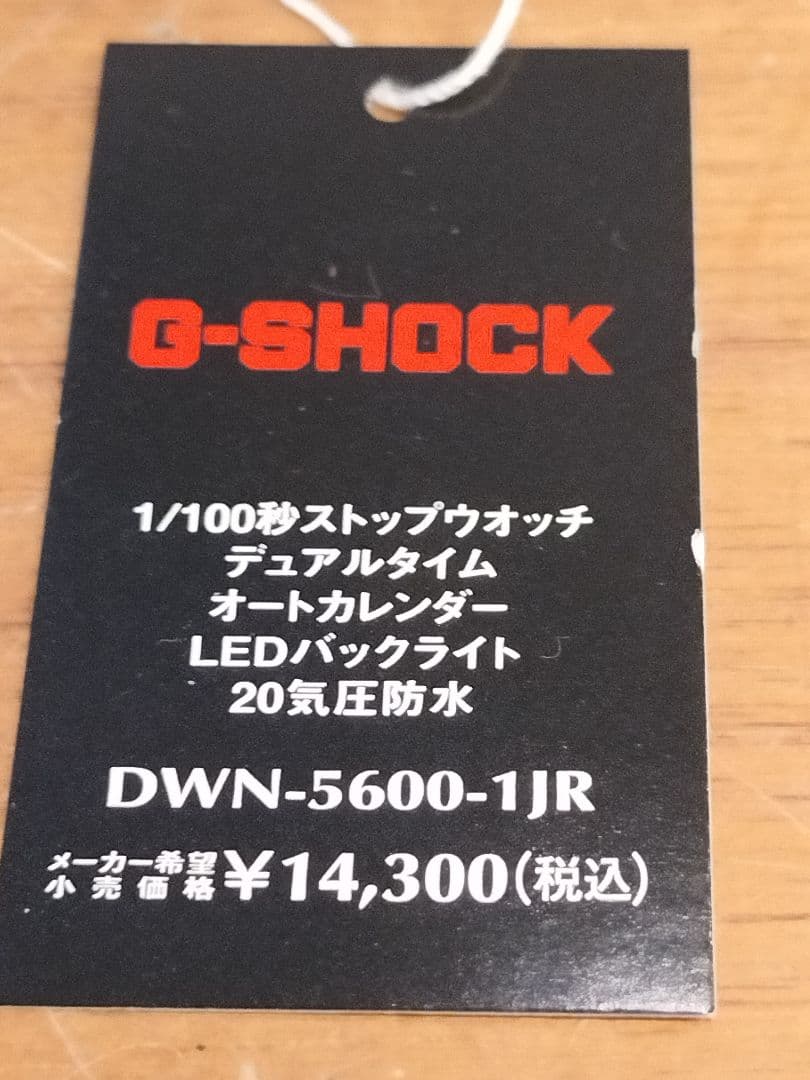 G-SHOCK
1/100秒ストップウオッチ
デュアルタイム
オートカレンダー
LEDバックライト
20気圧防水
DWN-5600-1JR
メーカー希望
小売価格 ¥14,300(税込)